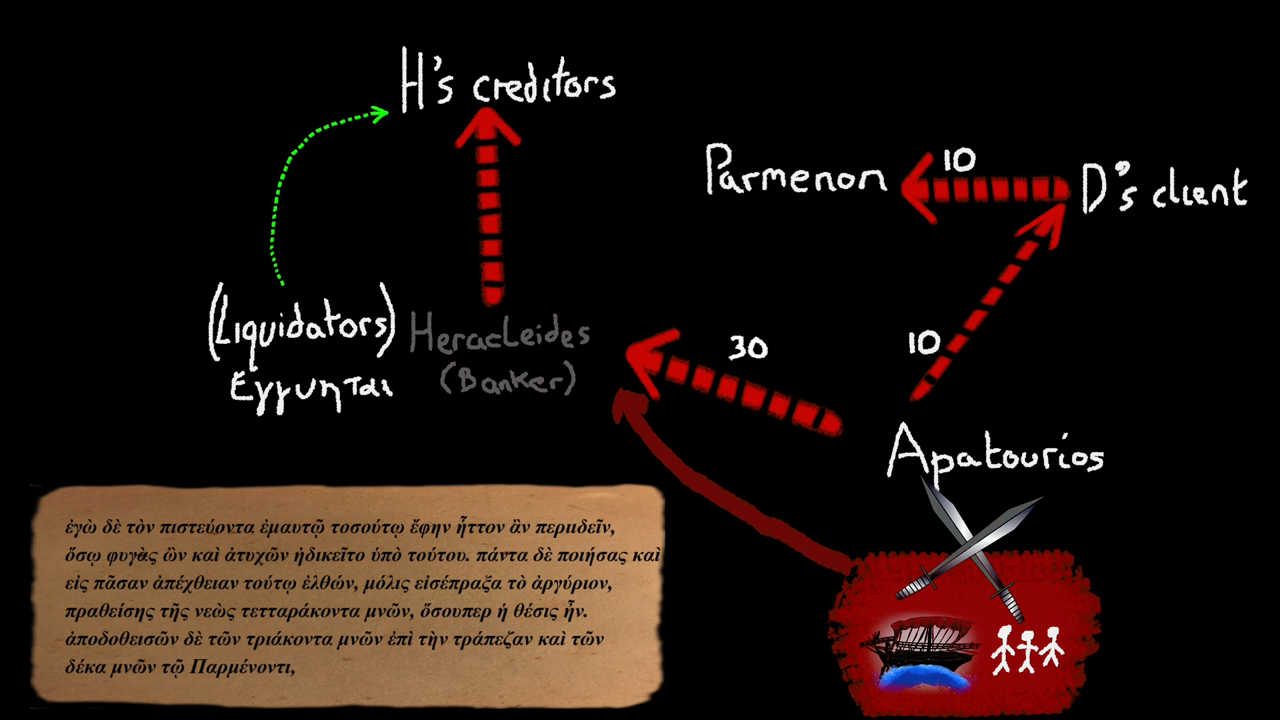 H's creditors
Parmenon
10
D's client
(Liquidators)
Ἐγγυηται
Heracleides
(Banker)
30
10
Apatouríos
ἐγὼ δὲ τὸν πιστεύοντα ἐμαυτῷ τοσούτῳ ἔφην ἧττον ἂν περιιδεῖν,
ὅσῳ φυγὰς ὢν καὶ ἀτυχῶν ἠδικεῖτο ὑπὸ τούτου. πάντα δὲ ποιήσας καὶ
εἰς πᾶσαν ἀπέχθειαν τούτῳ ἐλθών, μόλις εἰσέπραξα τὸ ἀργύριον,
πραθείσης τῆς νεὼς τετταράκοντα μνῶν, ὅσουπερ ἡ θέσις ἦν.
ἀποδοθεισῶν δὲ τῶν τριάκοντα μνῶν ἐπὶ τὴν τράπεζαν καὶ τῶν
δέκα μνῶν τῷ Παρμένοντι,